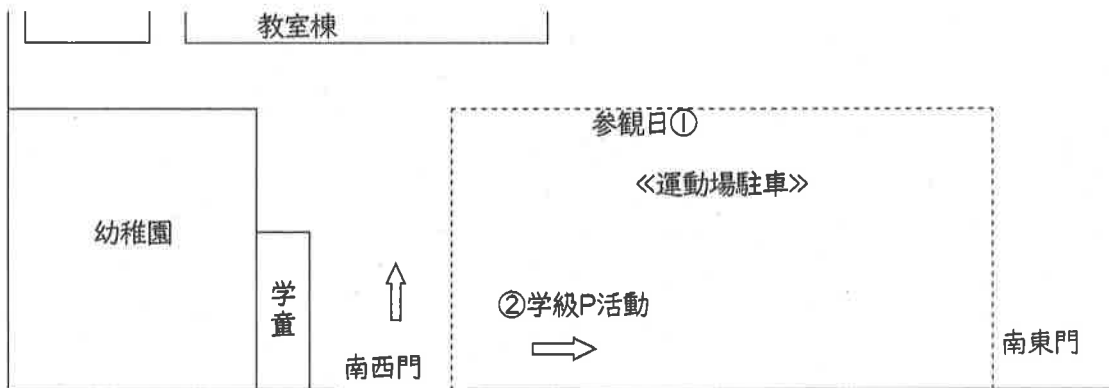 教室棟
参観日①
≪運動場駐車≫
幼稚園
学童
②学級P活動
南西門
南東門